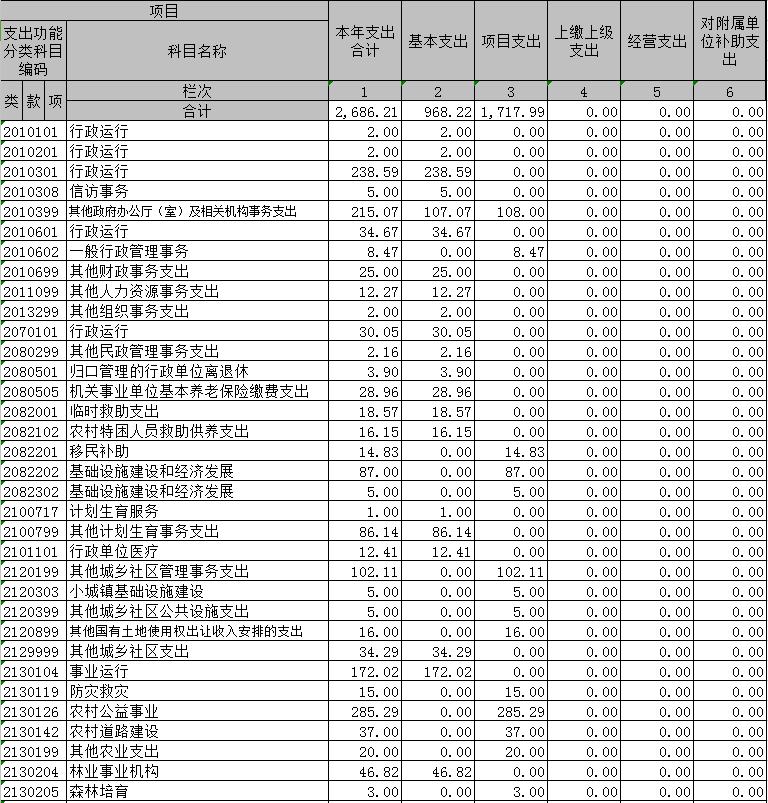 项目
支出功能分类科目编码 科目名称 本年支出合计 基本支出 项目支出 上缴上级支出 经营支出 对附属单位补助支出
类 款 项 栏次 1 2 3 4 5 6
合计 2,686.21 968.22 1,717.99 0.00 0.00 0.00
2010101 行政运行 2.00 2.00 0.00 0.00 0.00 0.00
2010201 行政运行 2.00 2.00 0.00 0.00 0.00 0.00
2010301 行政运行 238.59 238.59 0.00 0.00 0.00 0.00
2010308 信访事务 5.00 5.00 0.00 0.00 0.00 0.00
2010399 其他政府办公厅（室）及相关机构事务支出 215.07 107.07 108.00 0.00 0.00 0.00
2010601 行政运行 34.67 34.67 0.00 0.00 0.00 0.00
2010602 一般行政管理事务 8.47 0.00 8.47 0.00 0.00 0.00
2010699 其他财政事务支出 25.00 25.00 0.00 0.00 0.00 0.00
2011099 其他人力资源事务支出 12.27 12.27 0.00 0.00 0.00 0.00
2013299 其他组织事务支出 2.00 2.00 0.00 0.00 0.00 0.00
2070101 行政运行 30.05 30.05 0.00 0.00 0.00 0.00
2080299 其他民政管理事务支出 2.16 2.16 0.00 0.00 0.00 0.00
2080501 归口管理的行政单位离退休 3.90 3.90 0.00 0.00 0.00 0.00
2080505 机关事业单位基本养老保险缴费支出 28.96 28.96 0.00 0.00 0.00 0.00
2082001 临时救助支出 18.57 18.57 0.00 0.00 0.00 0.00
2082102 农村特困人员救助供养支出 16.15 16.15 0.00 0.00 0.00 0.00
2082201 移民补助 14.83 0.00 14.83 0.00 0.00 0.00
2082202 基础设施建设和经济发展 87.00 0.00 87.00 0.00 0.00 0.00
2082302 基础设施建设和经济发展 5.00 0.00 5.00 0.00 0.00 0.00
2100717 计划生育服务 1.00 1.00 0.00 0.00 0.00 0.00
2100799 其他计划生育事务支出 86.14 86.14 0.00 0.00 0.00 0.00
2101101 行政单位医疗 12.41 12.41 0.00 0.00 0.00 0.00
2120199 其他城乡社区管理事务支出 102.11 0.00 102.11 0.00 0.00 0.00
2120303 小城镇基础设施建设 5.00 0.00 5.00 0.00 0.00 0.00
2120399 其他城乡社区公共设施支出 5.00 0.00 5.00 0.00 0.00 0.00
2120899 其他国有土地使用权出让收入安排的支出 16.00 0.00 16.00 0.00 0.00 0.00
2129999 其他城乡社区支出 34.29 34.29 0.00 0.00 0.00 0.00
2130104 事业运行 172.02 172.02 0.00 0.00 0.00 0.00
2130119 防灾救灾 15.00 0.00 15.00 0.00 0.00 0.00
2130126 农村公益事业 285.29 0.00 285.29 0.00 0.00 0.00
2130142 农村道路建设 37.00 0.00 37.00 0.00 0.00 0.00
2130199 其他农业支出 20.00 0.00 20.00 0.00 0.00 0.00
2130204 林业事业机构 46.82 46.82 0.00 0.00 0.00 0.00
2130205 森林培育 3.00 0.00 3.00 0.00 0.00 0.00